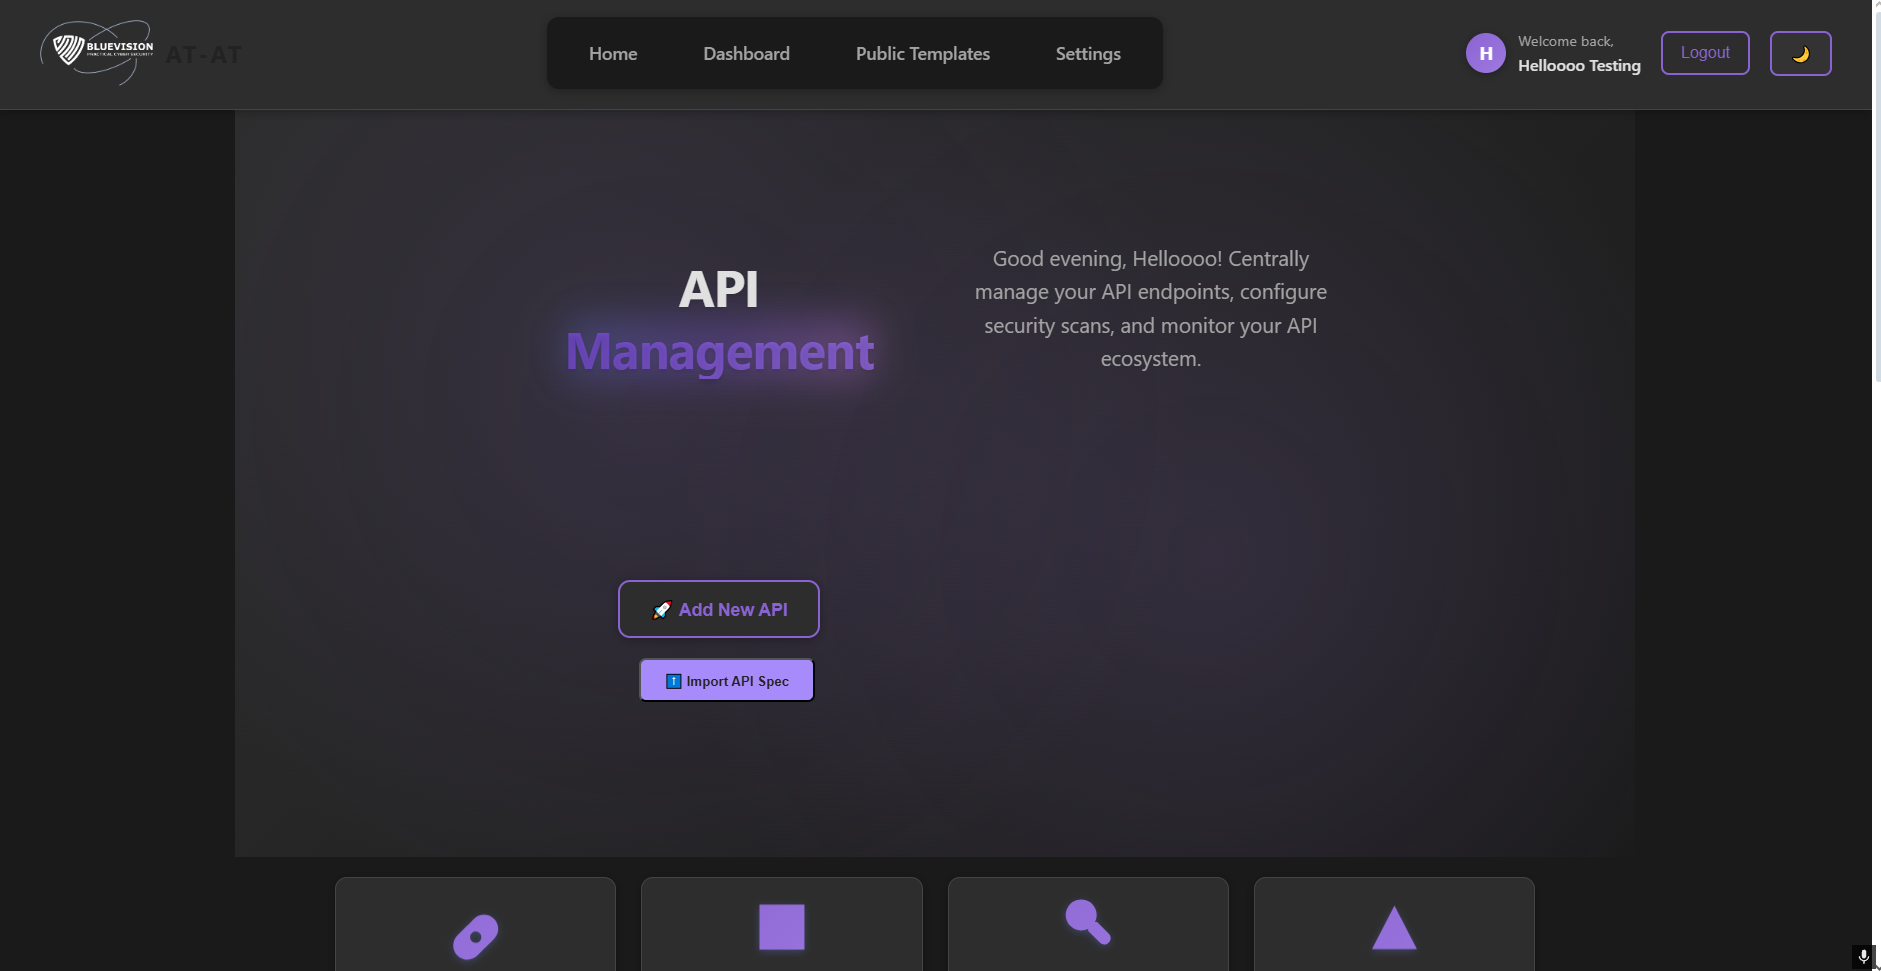 BLUEVISION
PRACTICAL CYBER SECURITY
AT-AT
Home
Dashboard
Public Templates
Settings
H
Welcome back,
Helloooo Testing
Logout
API
Management
Good evening, Helloooo! Centrally
manage your API endpoints, configure
security scans, and monitor your API
ecosystem.
🚀 Add New API
⬆️ Import API Spec